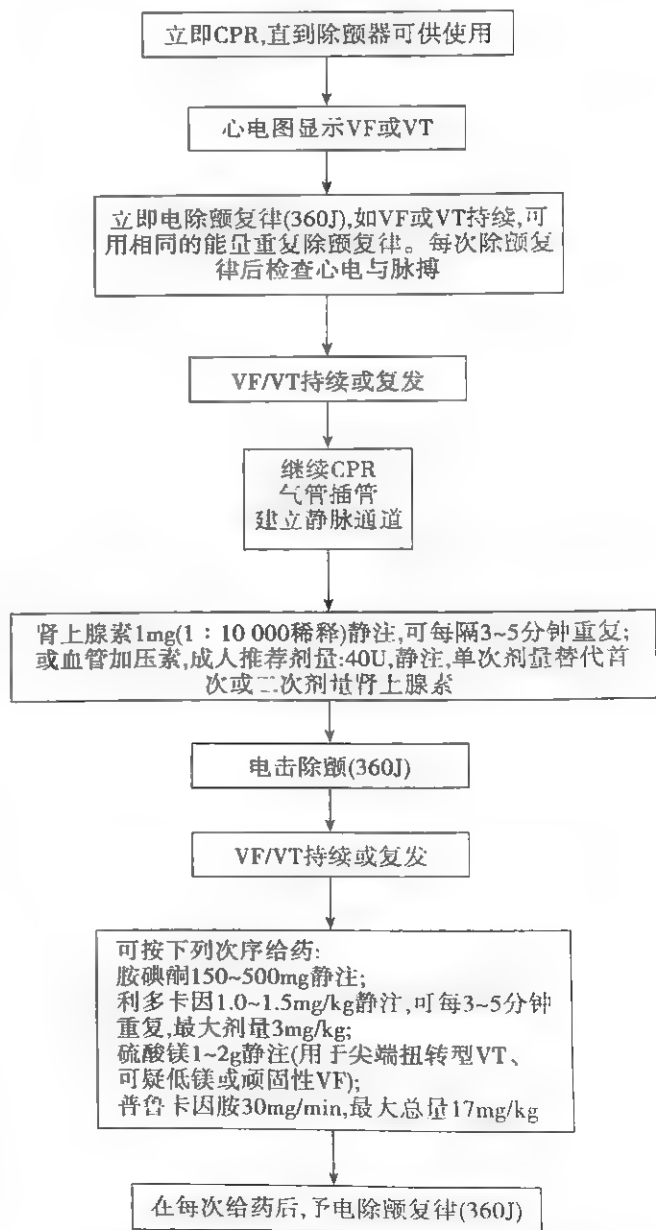 立即CPR,直到除颤器可供使用
心电图显示VF或VT
立即电除颤复律(360J),如VF或VT持续,可
用相同的能量重复除颤复律。每次除颤复
律后检查心电与脉搏
VF/VT持续或复发
继续CPR
气管插管
建立静脉通道
肾上腺素1mg(1：10 000稀释)静注,可每隔3~5分钟重复;
或血管加压素,成人推荐剂量:40U,静注,单次剂量替代首
次或二次剂量肾上腺素
电击除颤(360J)
VF/VT持续或复发
可按下列次序给药:
胺碘酮150~500mg静注;
利多卡因1.0~1.5mg/kg静注,可每3~5分钟
重复,最大剂量3mg/kg;
硫酸镁1~2g静注(用于尖端扭转型VT、
可疑低镁或顽固性VF);
普鲁卡因胺30mg/min,最大总量17mg/kg
在每次给药后,予电除颤复律(360J)